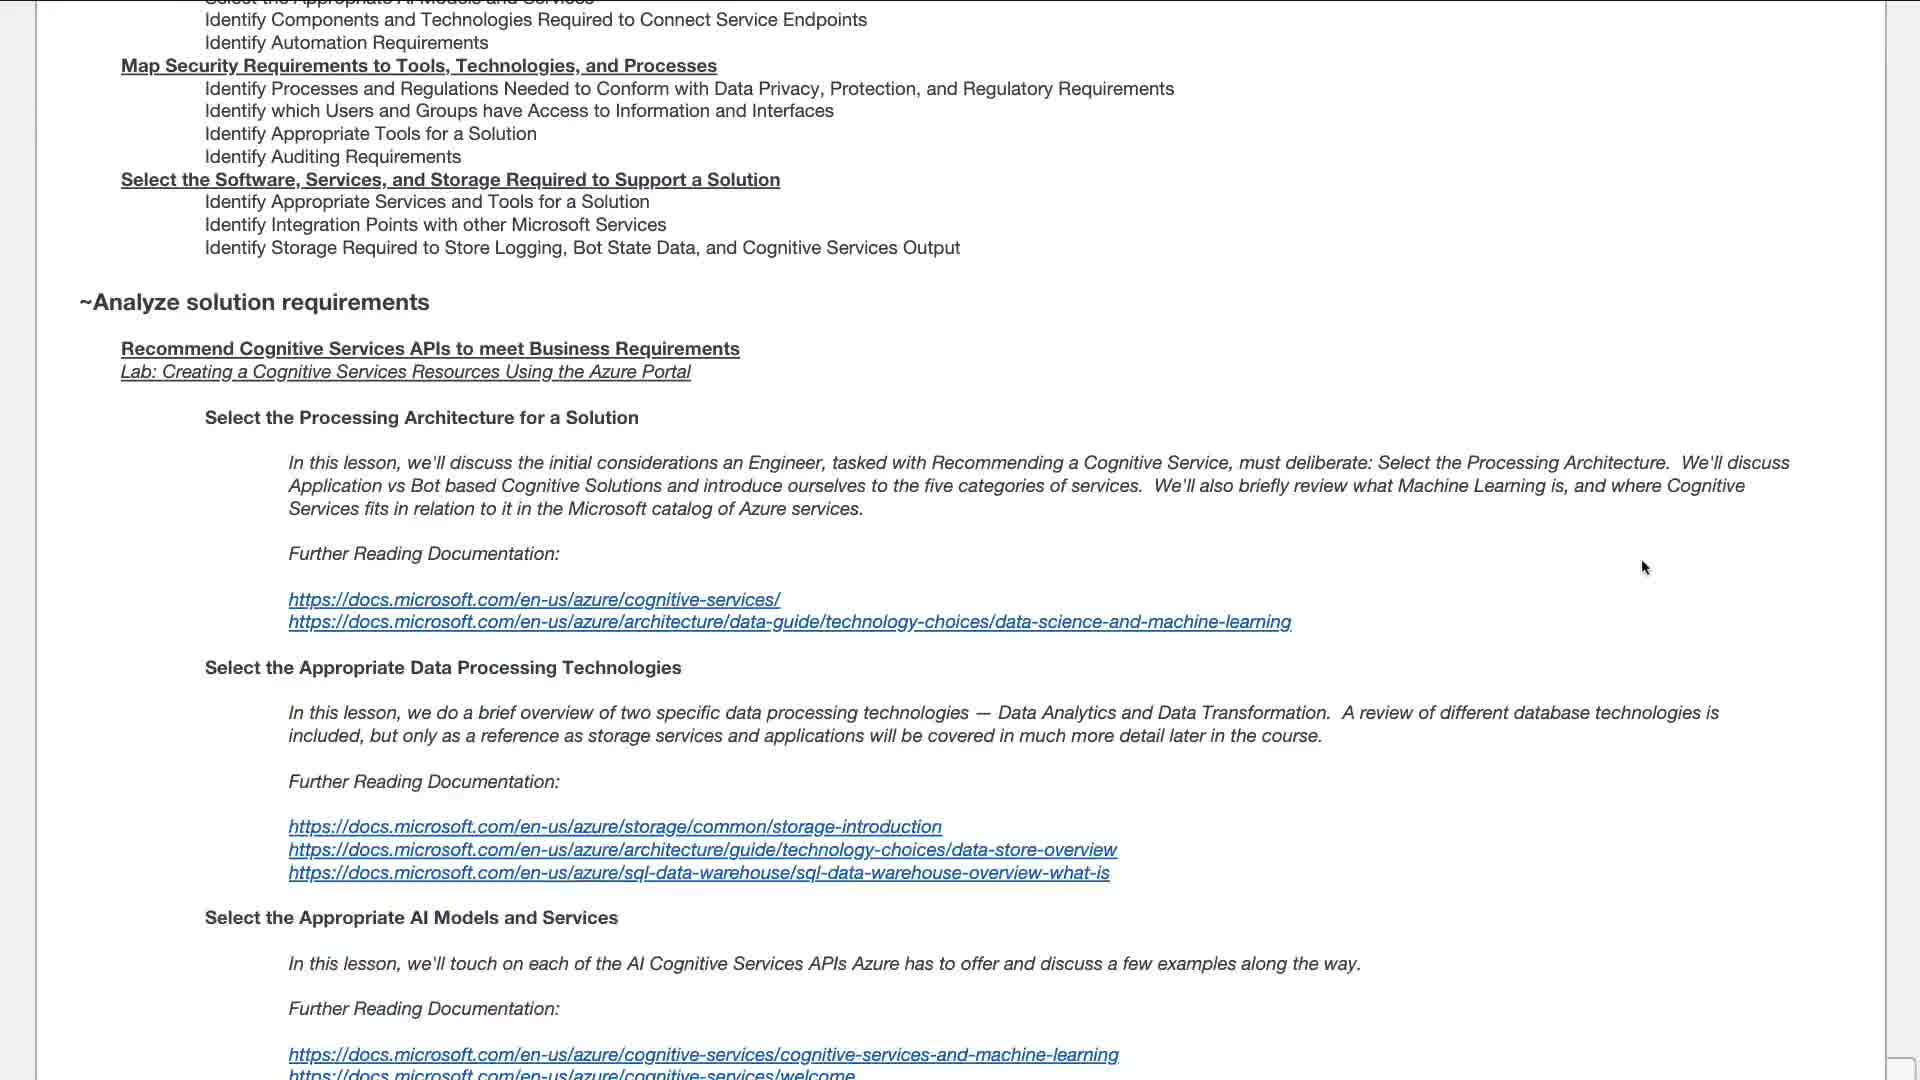 Select the Appropriate AI Models and Services
Identify Components and Technologies Required to Connect Service Endpoints
Identify Automation Requirements
Map Security Requirements to Tools, Technologies, and Processes
Identify Processes and Regulations Needed to Conform with Data Privacy, Protection, and Regulatory Requirements
Identify which Users and Groups have Access to Information and Interfaces
Identify Appropriate Tools for a Solution
Identify Auditing Requirements
Select the Software, Services, and Storage Required to Support a Solution
Identify Appropriate Services and Tools for a Solution
Identify Integration Points with other Microsoft Services
Identify Storage Required to Store Logging, Bot State Data, and Cognitive Services Output
~Analyze solution requirements
Recommend Cognitive Services APIs to meet Business Requirements
Lab: Creating a Cognitive Services Resources Using the Azure Portal
Select the Processing Architecture for a Solution
In this lesson, we'll discuss the initial considerations an Engineer, tasked with Recommending a Cognitive Service, must deliberate: Select the Processing Architecture.  We'll discuss
Application vs Bot based Cognitive Solutions and introduce ourselves to the five categories of services.  We'll also briefly review what Machine Learning is, and where Cognitive
Services fits in relation to it in the Microsoft catalog of Azure services.
Further Reading Documentation:
https://docs.microsoft.com/en-us/azure/cognitive-services/
https://docs.microsoft.com/en-us/azure/architecture/data-guide/technology-choices/data-science-and-machine-learning
Select the Appropriate Data Processing Technologies
In this lesson, we do a brief overview of two specific data processing technologies — Data Analytics and Data Transformation.  A review of different database technologies is
included, but only as a reference as storage services and applications will be covered in much more detail later in the course.
Further Reading Documentation:
https://docs.microsoft.com/en-us/azure/storage/common/storage-introduction
https://docs.microsoft.com/en-us/azure/architecture/guide/technology-choices/data-store-overview
https://docs.microsoft.com/en-us/azure/sql-data-warehouse/sql-data-warehouse-overview-what-is
Select the Appropriate AI Models and Services
In this lesson, we'll touch on each of the AI Cognitive Services APIs Azure has to offer and discuss a few examples along the way.
Further Reading Documentation:
https://docs.microsoft.com/en-us/azure/cognitive-services/cognitive-services-and-machine-learning
https://docs.microsoft.com/en-us/azure/cognitive-services/welcome